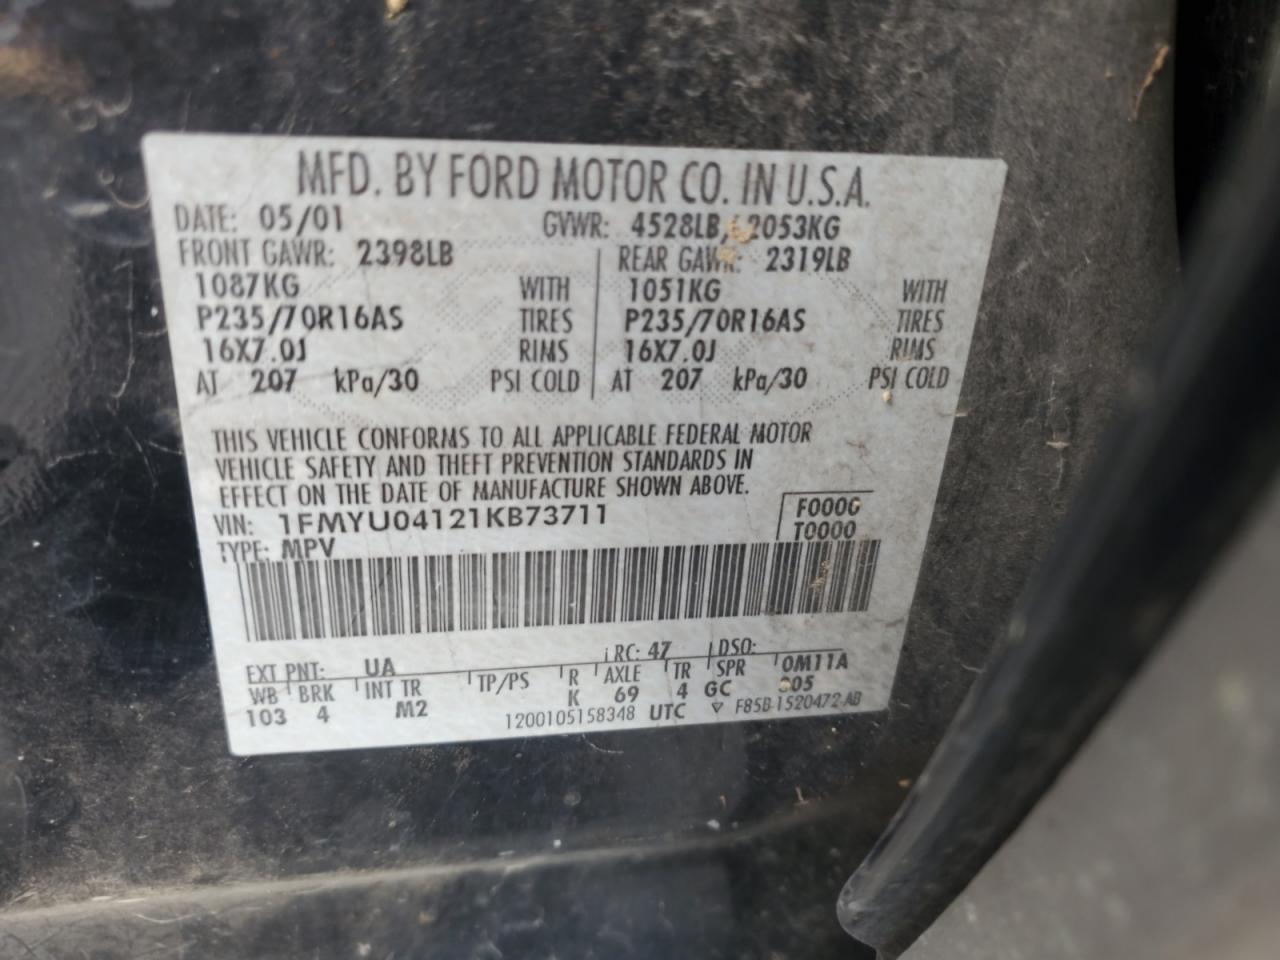 MFD. BY FORD MOTOR CO. IN U.S.A.
DATE: 05/01 GVWR: 4528LB, 2053KG
FRONT GAWR: 2398LB REAR GAWR: 2319LB
1087KG WITH 1051KG WITH
P235/70R16AS TIRES P235/70R16AS TIRES
16X7.0J RIMS 16X7.0J RIMS
AT 207 kPa/30 PSI COLD AT 207 kPa/30 PSI COLD
THIS VEHICLE CONFORMS TO ALL APPLICABLE FEDERAL MOTOR
VEHICLE SAFETY AND THEFT PREVENTION STANDARDS IN
EFFECT ON THE DATE OF MANUFACTURE SHOWN ABOVE.
VIN: 1FMYU04121KB73711 F0000
TYPE: MPV T0000
EXT PNT: UA RC: 47 DSO:
WB BRK INT TR TP/PS R AXLE TR SPR 0M11A
103 4 M2 K 69 4 GC
1200105158348 UTC ▽ F85B-1520472-AB